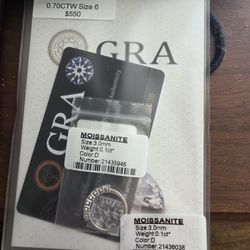 0.70CTW Size 6
$550
GRA
GRA
MOISSANITE
Size:3.0mm
Weight:0.1ct*
Color:D
Number:21435946
MOISSANITE
Size:3.0mm
Weight:0.1ct*
Color:D
Number:21436038